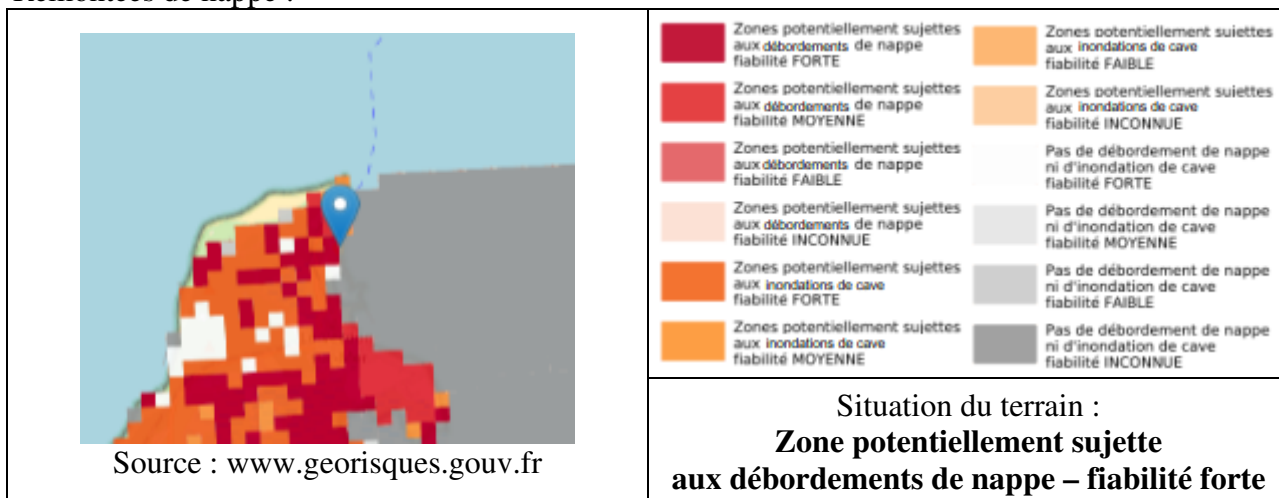 Remontées de nappe :
Source : www.georisques.gouv.fr
Zones potentiellement sujettes
aux débordements de nappe
fiabilité FORTE
Zones potentiellement sujettes
aux débordements de nappe
fiabilité MOYENNE
Zones potentiellement sujettes
aux débordements de nappe
fiabilité FAIBLE
Zones potentiellement sujettes
aux débordements de nappe
fiabilité INCONNUE
Zones potentiellement sujettes
aux inondations de cave
fiabilité FORTE
Zones potentiellement sujettes
aux inondations de cave
fiabilité MOYENNE
Zones potentiellement sujettes
aux inondations de cave
fiabilité FAIBLE
Zones potentiellement sujettes
aux inondations de cave
fiabilité INCONNUE
Pas de débordement de nappe
ni d'inondation de cave
fiabilité FORTE
Pas de débordement de nappe
ni d'inondation de cave
fiabilité MOYENNE
Pas de débordement de nappe
ni d'inondation de cave
fiabilité FAIBLE
Pas de débordement de nappe
ni d'inondation de cave
fiabilité INCONNUE
Situation du terrain :
Zone potentiellement sujette
aux débordements de nappe – fiabilité forte